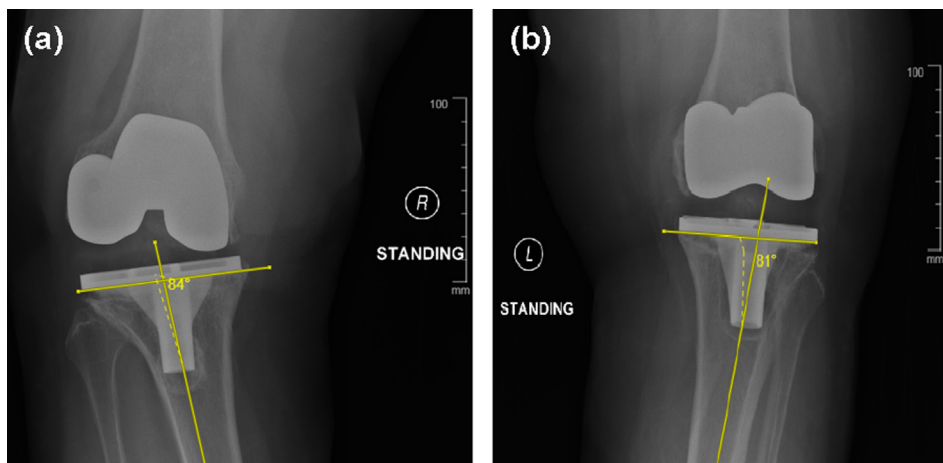 (a)
100
R
STANDING
84°
mm
(b)
100
L
STANDING
81°
mm